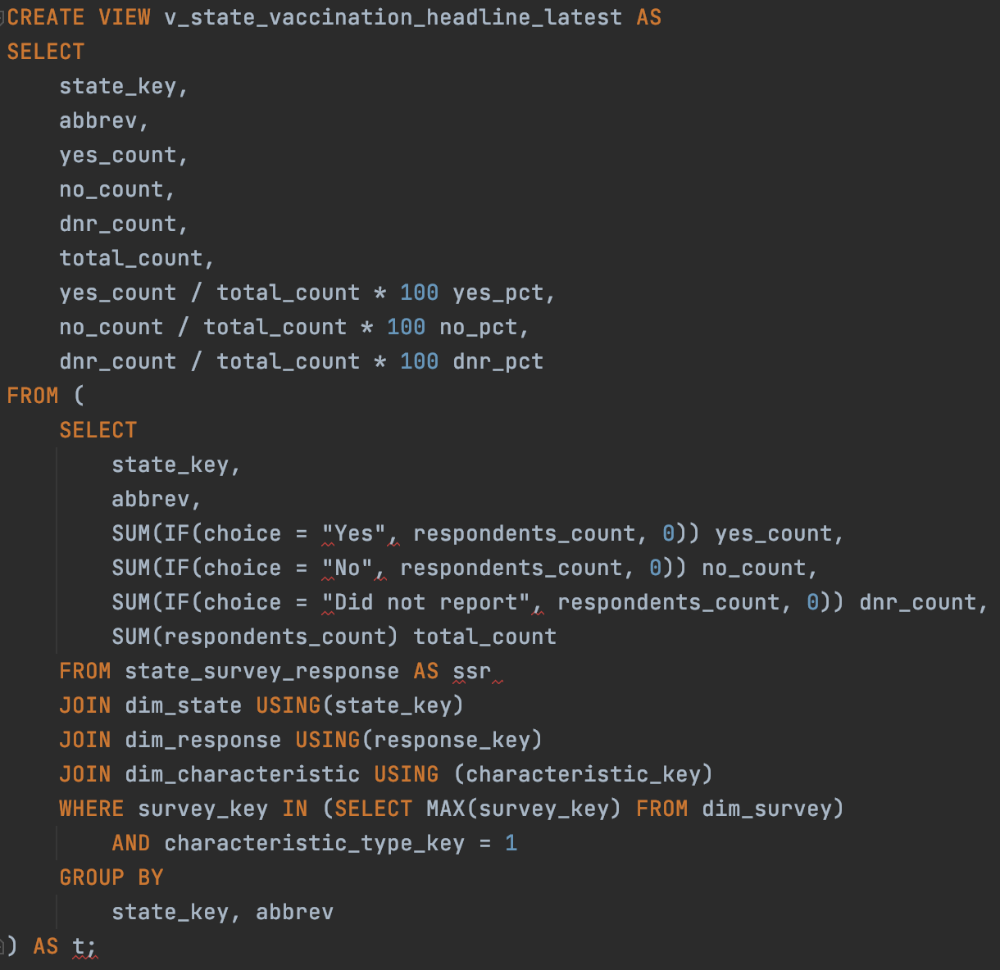 CREATE VIEW v_state_vaccination_headline_latest AS
SELECT
    state_key,
    abbrev,
    yes_count,
    no_count,
    dnr_count,
    total_count,
    yes_count / total_count * 100 yes_pct,
    no_count / total_count * 100 no_pct,
    dnr_count / total_count * 100 dnr_pct
FROM (
    SELECT
        state_key,
        abbrev,
        SUM(IF(choice = "Yes", respondents_count, 0)) yes_count,
        SUM(IF(choice = "No", respondents_count, 0)) no_count,
        SUM(IF(choice = "Did not report", respondents_count, 0)) dnr_count,
        SUM(respondents_count) total_count
    FROM state_survey_response AS ssr
    JOIN dim_state USING(state_key)
    JOIN dim_response USING(response_key)
    JOIN dim_characteristic USING (characteristic_key)
    WHERE survey_key IN (SELECT MAX(survey_key) FROM dim_survey)
        AND characteristic_type_key = 1
    GROUP BY
        state_key, abbrev
) AS t;